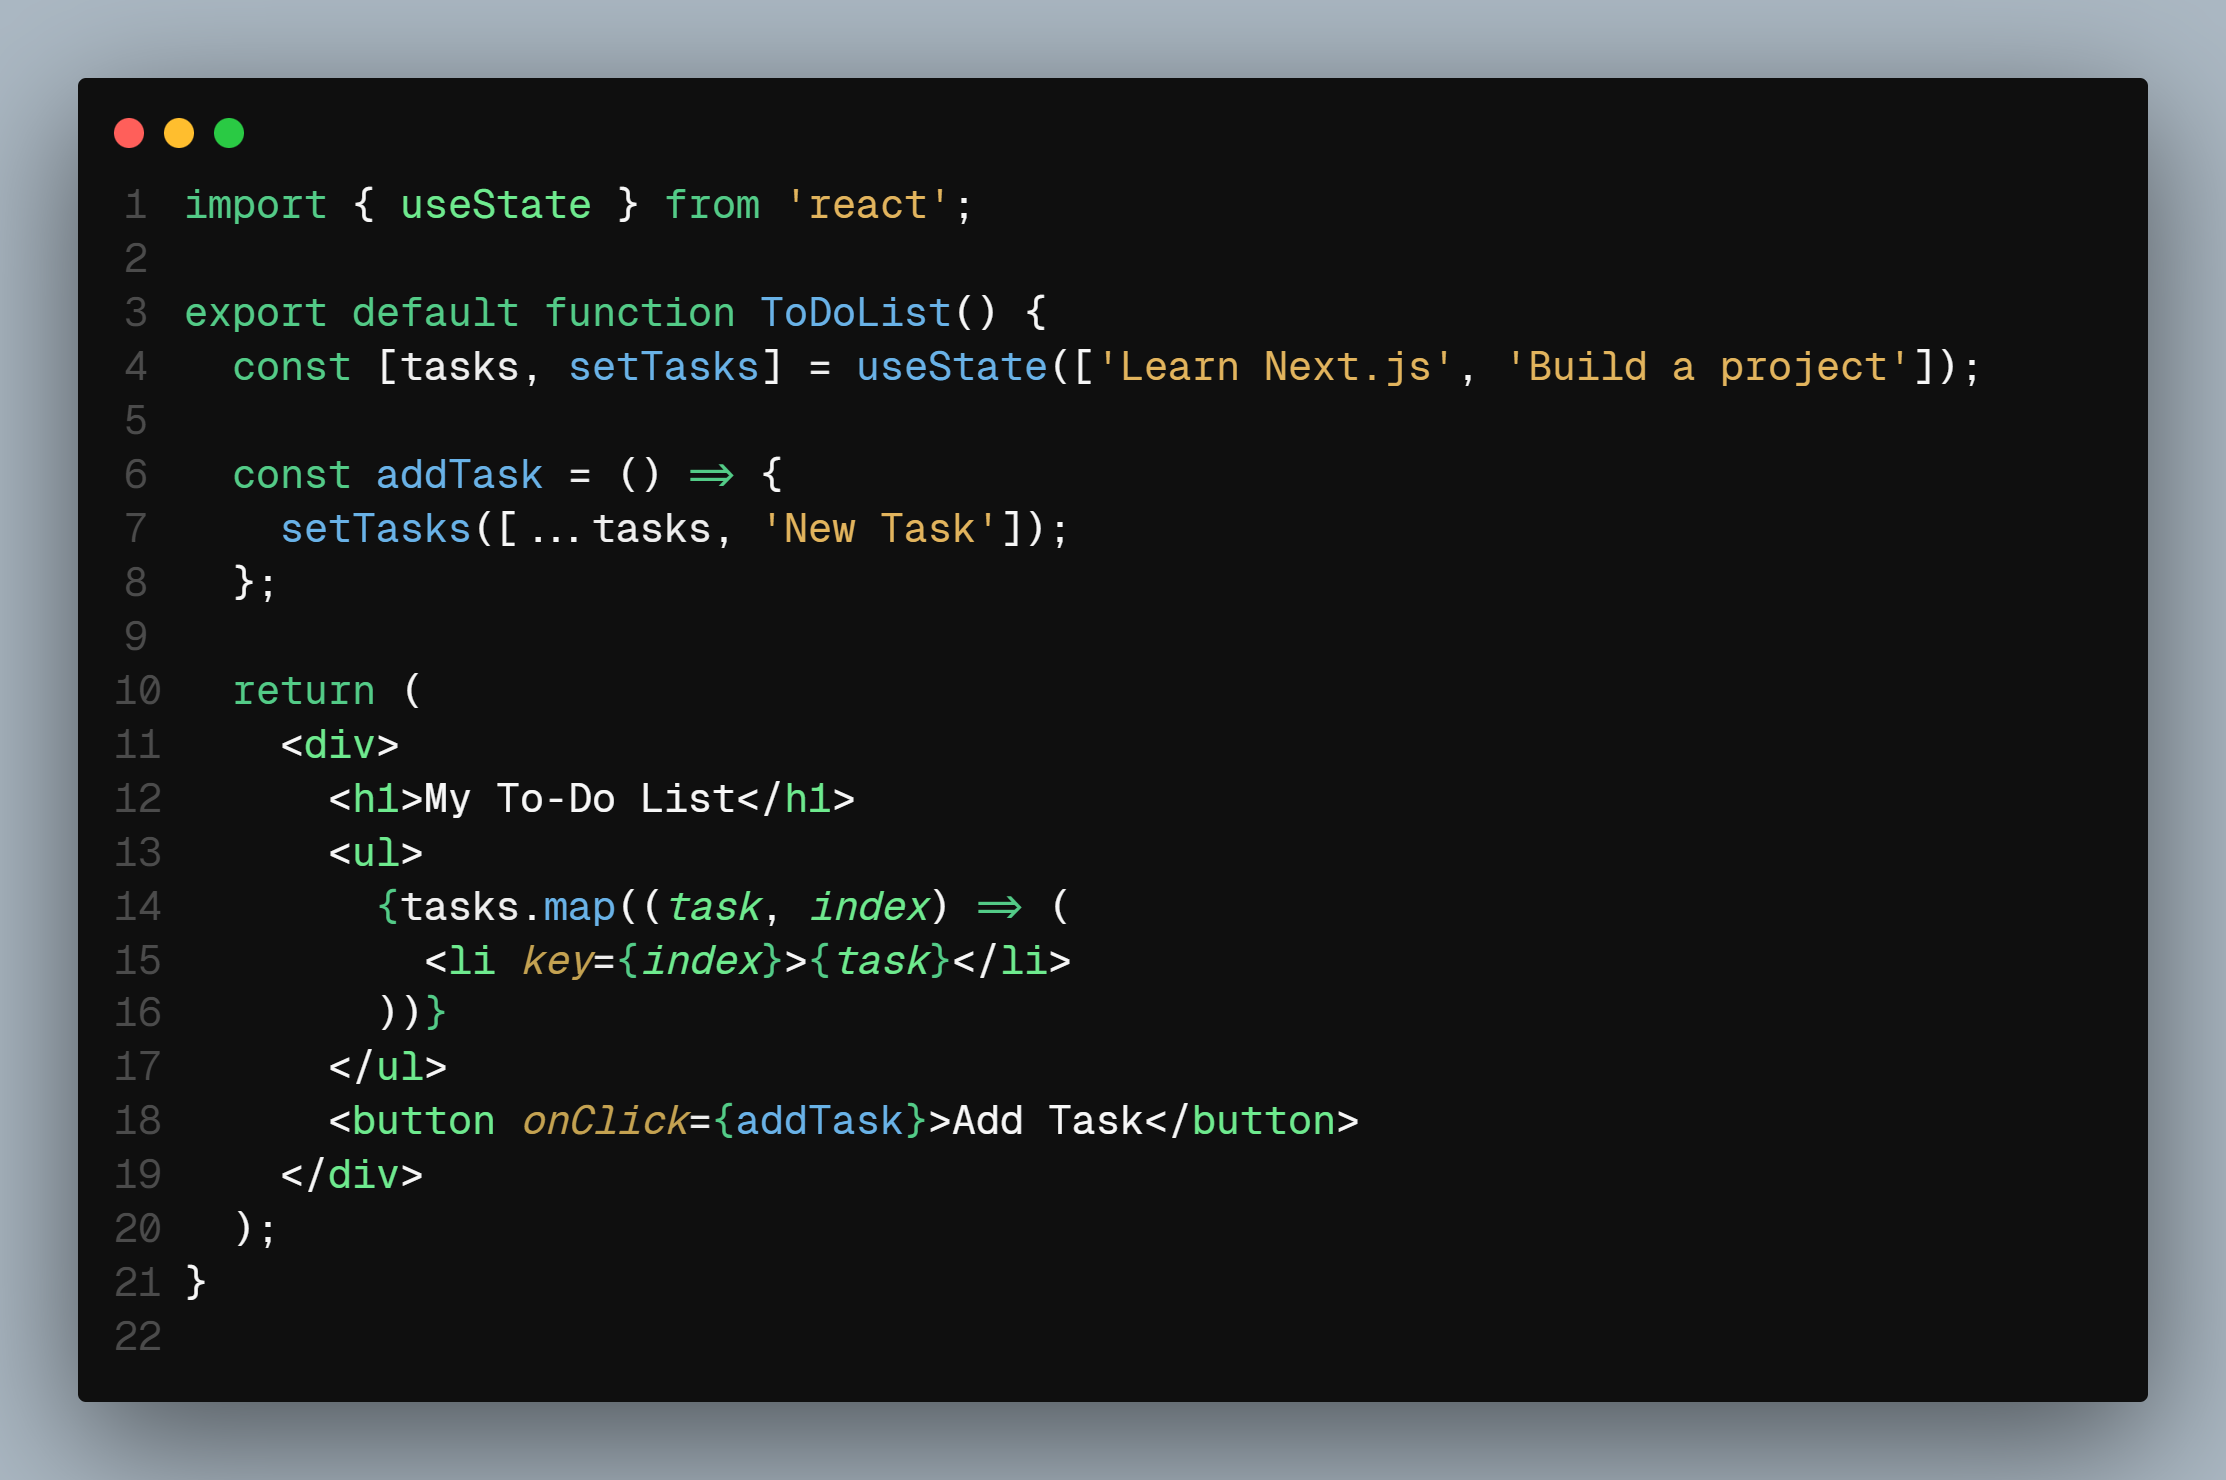 1 import { useState } from 'react';
2
3 export default function ToDoList() {
4   const [tasks, setTasks] = useState(['Learn Next.js', 'Build a project']);
5
6   const addTask = () => {
7     setTasks([...tasks, 'New Task']);
8   };
9
10   return (
11     <div>
12       <h1>My To-Do List</h1>
13       <ul>
14         {tasks.map((task, index) => (
15           <li key={index}>{task}</li>
16         ))}
17       </ul>
18       <button onClick={addTask}>Add Task</button>
19     </div>
20   );
21 }
22